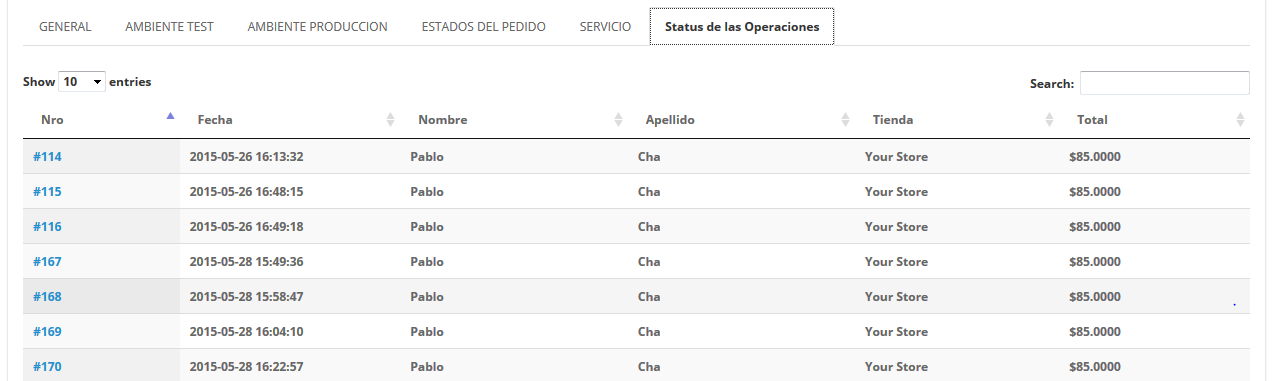 GENERAL AMBIENTE TEST AMBIENTE PRODUCCION ESTADOS DEL PEDIDO SERVICIO Status de las Operaciones
Show 10 entries Search:
Nro Fecha Nombre Apellido Tienda Total
#114 2015-05-26 16:13:32 Pablo Cha Your Store $85.0000
#115 2015-05-26 16:48:15 Pablo Cha Your Store $85.0000
#116 2015-05-26 16:49:18 Pablo Cha Your Store $85.0000
#167 2015-05-28 15:49:36 Pablo Cha Your Store $85.0000
#168 2015-05-28 15:58:47 Pablo Cha Your Store $85.0000
#169 2015-05-28 16:04:10 Pablo Cha Your Store $85.0000
#170 2015-05-28 16:22:57 Pablo Cha Your Store $85.0000